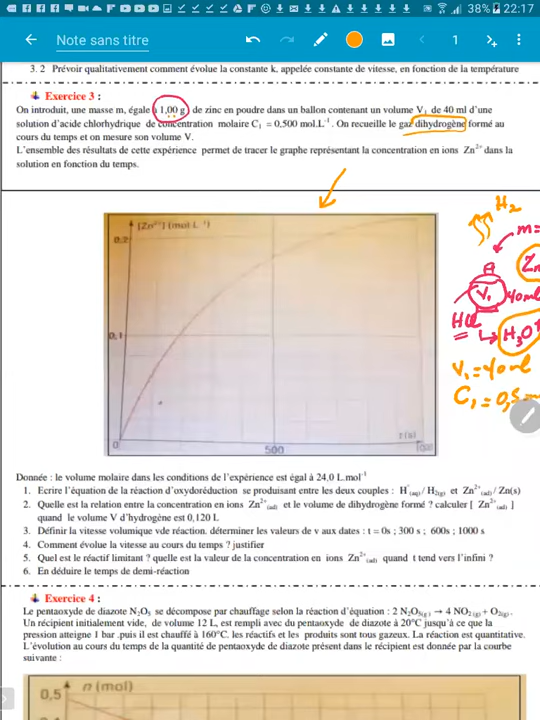 38% 22:17
Note sans titre
1
3. 2 Prévoir qualitativement comment évolue la constante k, appelée constante de vitesse, en fonction de la température
Exercice 3 :
On introduit, une masse m, égale à 1,00 g de zinc en poudre dans un ballon contenant un volume V₁ de 40 ml d'une
solution d'acide chlorhydrique de concentration molaire C₁ = 0,500 mol.L⁻¹. On recueille le gaz dihydrogène formé au
cours du temps et on mesure son volume V.
L'ensemble des résultats de cette expérience permet de tracer le graphe représentant la concentration en ions Zn²⁺ dans la
solution en fonction du temps.
H₂
[Zn²⁺] (mol·L⁻¹)
0,2
m=
Zn
V₁ 40ml
HCl
H₃O⁺
0,1
V₁ = 40 ml
C₁ = 0,5
t (s)
0
500
Donnée : le volume molaire dans les conditions de l'expérience est égal à 24,0 L.mol⁻¹
1. Ecrire l'équation de la réaction d'oxydoréduction se produisant entre les deux couples : H⁺(aq)/H₂(g) et Zn²⁺(ad)/Zn(s)
2. Quelle est la relation entre la concentration en ions Zn²⁺(ad) et le volume de dihydrogène formé ? calculer [ Zn²⁺(ad) ]
quand le volume V d'hydrogène est 0,120 L
3. Définir la vitesse volumique vde réaction. déterminer les valeurs de v aux dates : t = 0s ; 300 s ; 600s ; 1000 s
4. Comment évolue la vitesse au cours du temps ? justifier
5. Quel est le réactif limitant ? quelle est la valeur de la concentration en ions Zn²⁺(ad) quand t tend vers l'infini ?
6. En déduire le temps de demi-réaction
Exercice 4 :
Le pentaoxyde de diazote N₂O₅ se décompose par chauffage selon la réaction d'équation : 2 N₂O₅(g) → 4 NO₂(g) + O₂(g).
Un récipient initialement vide, de volume 12 L, est rempli avec du pentaoxyde de diazote à 20°C jusqu'à ce que la
pression atteigne 1 bar .puis il est chauffé à 160°C, les réactifs et les produits sont tous gazeux. La réaction est quantitative.
L'évolution au cours du temps de la quantité de pentaoxyde de diazote présent dans le récipient est donnée par la courbe
suivante :
n (mol)
0,5